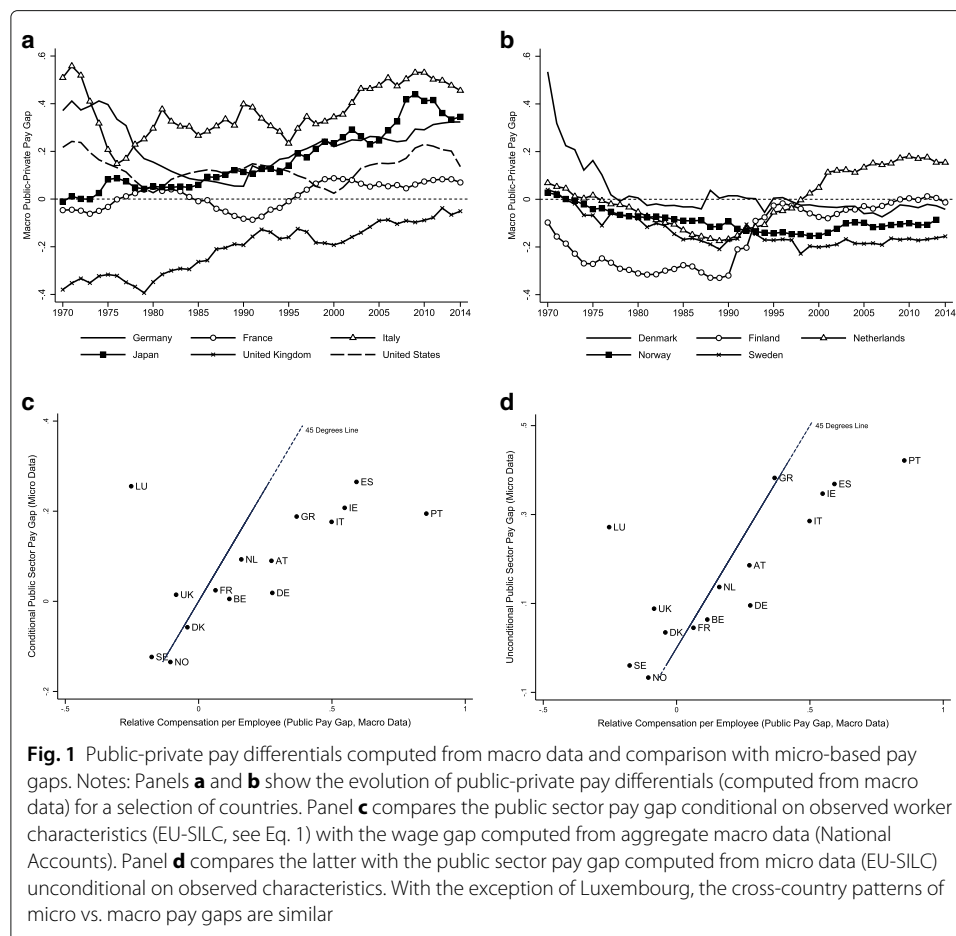 a
Macro Public-Private Pay Gap
.6
.4
.2
0
-.2
-.4
1970 1975 1980 1985 1990 1995 2000 2005 2010 2014
Germany France Italy
Japan United Kingdom United States
b
Macro Public-Private Pay Gap
.6
.4
.2
0
-.2
-.4
1970 1975 1980 1985 1990 1995 2000 2005 2010 2014
Denmark Finland Netherlands
Norway Sweden
c
Conditional Public Sector Pay Gap (Micro Data)
.4
.2
0
-.2
45 Degrees Line
LU
ES
IE
GR
IT
PT
NL
AT
FR
DE
UK
BE
DK
SE
NO
-.5 0 .5 1
Relative Compensation per Employee (Public Pay Gap, Macro Data)
d
Unconditional Public Sector Pay Gap (Micro Data)
.5
.3
.1
-.1
45 Degrees Line
PT
GR
ES
IE
IT
LU
AT
NL
DE
UK
BE
FR
DK
SE
NO
-.5 0 .5 1
Relative Compensation per Employee (Public Pay Gap, Macro Data)
Fig. 1 Public-private pay differentials computed from macro data and comparison with micro-based pay
gaps. Notes: Panels a and b show the evolution of public-private pay differentials (computed from macro
data) for a selection of countries. Panel c compares the public sector pay gap conditional on observed worker
characteristics (EU-SILC, see Eq. 1) with the wage gap computed from aggregate macro data (National
Accounts). Panel d compares the latter with the public sector pay gap computed from micro data (EU-SILC)
unconditional on observed characteristics. With the exception of Luxembourg, the cross-country patterns of
micro vs. macro pay gaps are similar